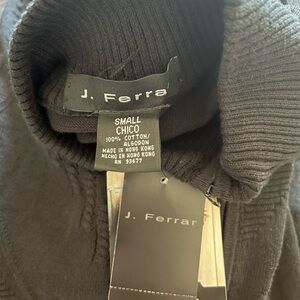 J. Ferrar
SMALL
CHICO
100% COTTON/
ALGODON
MADE IN HONG KONG
HECHO EN HONG KONG
RN 93677
J. Ferrar